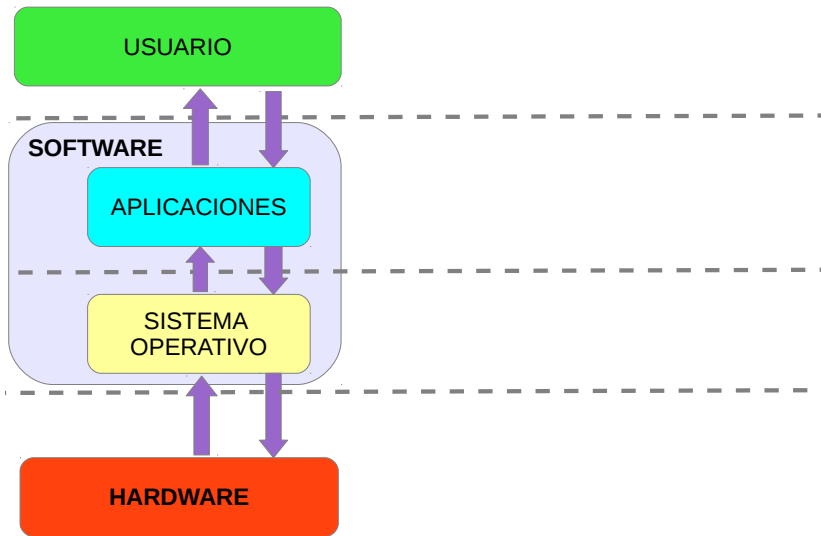 USUARIO
SOFTWARE
APLICACIONES
SISTEMA
OPERATIVO
HARDWARE